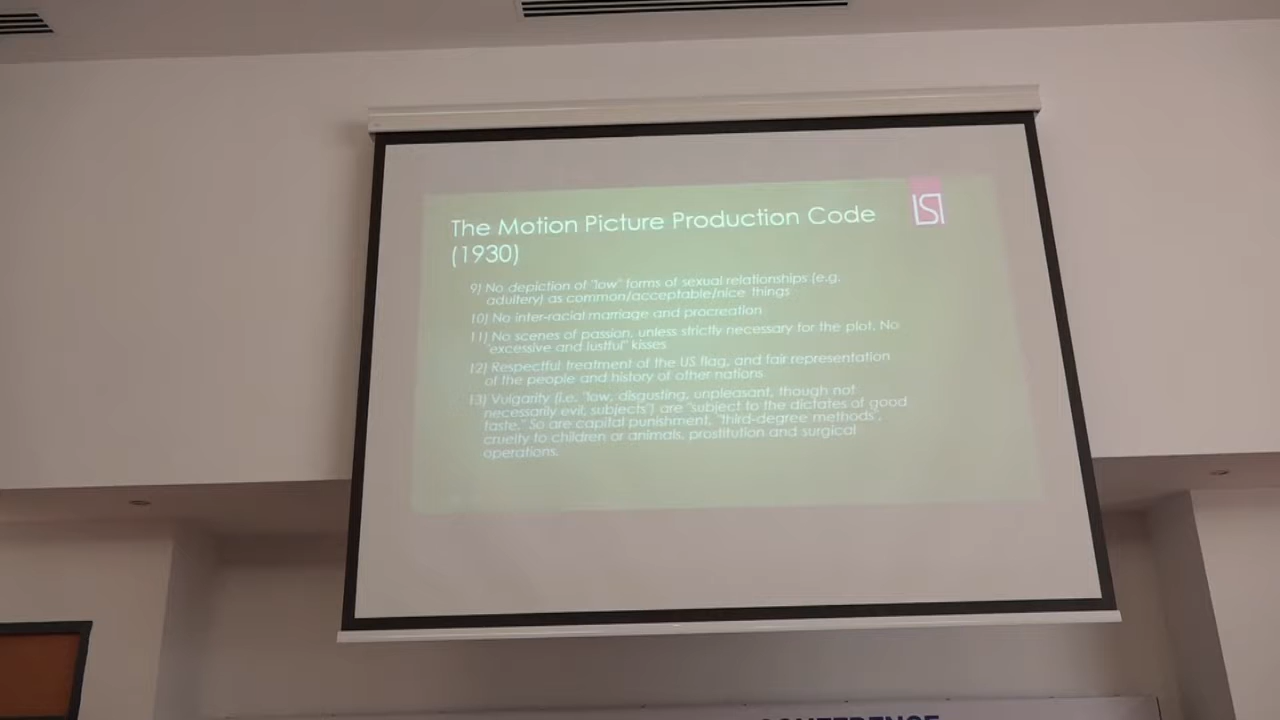 The Motion Picture Production Code
(1930)
LSI
9) No depiction of "low" forms of sexual relationships (e.g.
adultery) as common/acceptable/nice things
10) No inter-racial marriage and procreation
11) No scenes of passion, unless strictly necessary for the plot. No
"excessive and lustful" kisses
12) Respectful treatment of the US flag, and fair representation
of the people and history of other nations
13) Vulgarity (i.e. "low, disgusting, unpleasant, though not
necessarily evil, subjects") are "subject to the dictates of good
taste." So are capital punishment, "third-degree methods",
cruelty to children or animals, prostitution and surgical
operations.
CONFERENCE